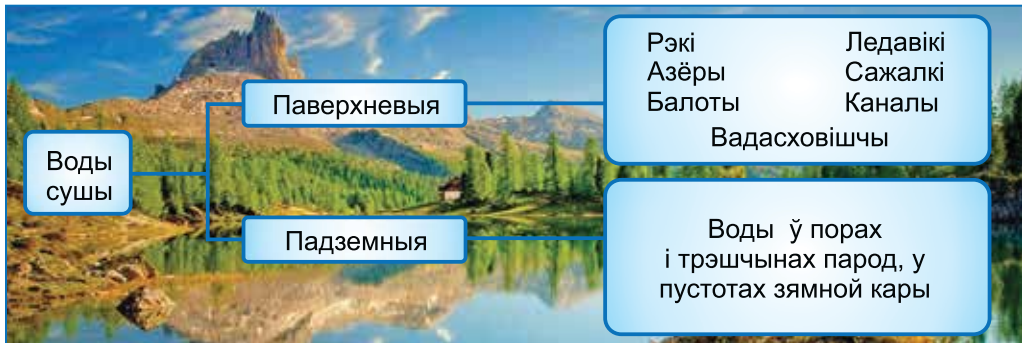 Воды
сушы
Паверхневыя
Рэкі
Азёры
Балоты
Ледавікі
Сажалкі
Каналы
Вадасховішчы
Падземныя
Воды ў порах
і трэшчынах парод, у
пустотах зямной кары